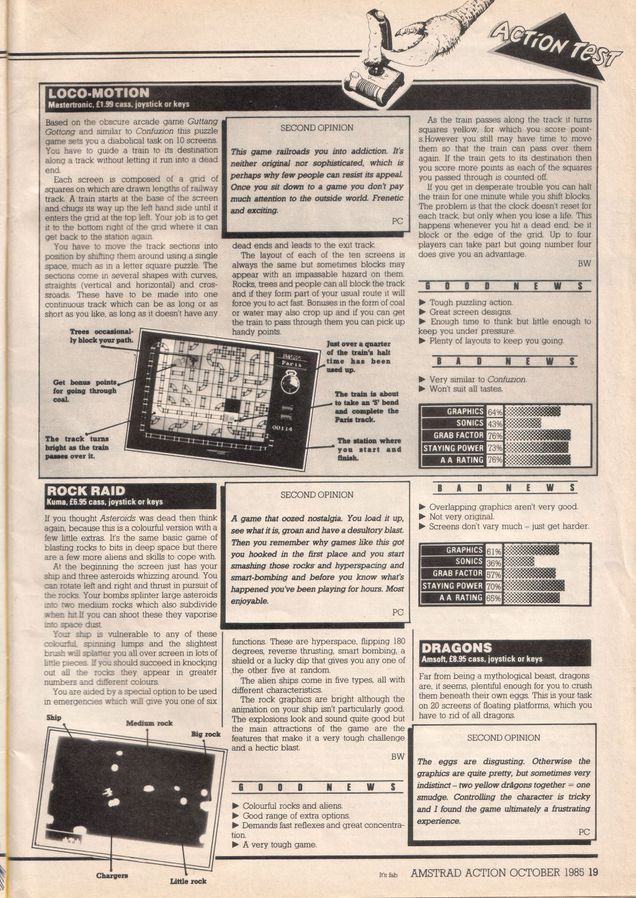 ACTION TEST
LOCO-MOTION
Mastertronic, £1.99 cass, joystick or keys
Based on the obscure arcade game Guttang
Gottong and similar to Confuzion this puzzle
game sets you a diabolical task on 10 screens.
You have to guide a train to its destination
along a track without letting it run into a dead
end.
Each screen is composed of a grid of
squares on which are drawn lengths of railway
track. A train starts at the base of the screen
and chugs its way up the left hand side until it
enters the grid at the top left. Your job is to get
it to the bottom right of the grid where it can
get back to the station again.
You have to move the track sections into
position by shifting them around using a single
space, much as in a letter square puzzle. The
sections come in several shapes with curves,
straights (vertical and horizontal) and cros-
sroads. These have to be made into one
continuous track which can be as long or as
short as you like, as long as it doesn't have any
SECOND OPINION
This game railroads you into addiction. It's
neither original nor sophisticated, which is
perhaps why few people can resist its appeal.
Once you sit down to a game you don't pay
much attention to the outside world. Frenetic
and exciting.
PC
dead ends and leads to the exit track.
The layout of each of the ten screens is
always the same but sometimes blocks may
appear with an impassable hazard on them.
Rocks, trees and people can all block the track
and if they form part of your usual route it will
force you to act fast. Bonuses in the form of coal
or water may also crop up and if you can get
the train to pass through them you can pick up
handy points.
As the train passes along the track it turns
squares yellow, for which you score point-
s.However you still may have time to move
them so that the train can pass over them
again. If the train gets to its destination then
you score more points as each of the squares
you passed through is counted off.
If you get in desperate trouble you can halt
the train for one minute while you shift blocks.
The problem is that the clock doesn't reset for
each track, but only when you lose a life. This
happens whenever you hit a dead end, be it
block or the edge of the grid. Up to four
players can take part but going number four
does give you an advantage.
BW
GOOD NEWS
► Tough puzzling action.
► Great screen designs.
► Enough time to think but little enough to
keep you under pressure.
► Plenty of layouts to keep you going.
BAD NEWS
► Very similar to Confuzion.
► Won't suit all tastes.
GRAPHICS 64%
SONICS 43%
GRAB FACTOR 76%
STAYING POWER 73%
A A RATING 76%
Trees occasional-
ly block your path.
Get bonus points
for going through
coal.
The track turns
bright as the train
passes over it.
Paris
00114
Just over a quarter
of the train's halt
time has been
used up.
The train is about
to take an 'S' bend
and complete the
Paris track.
The station where
you start and
finish.
ROCK RAID
Kuma, £6.95 cass, joystick or keys
If you thought Asteroids was dead then think
again, because this is a colourful version with a
few little extras. It's the same basic game of
blasting rocks to bits in deep space but there
are a few more aliens and skills to cope with.
At the beginning the screen just has your
ship and three asteroids whizzing around. You
can rotate left and right and thrust in pursuit of
the rocks. Your bombs splinter large asteroids
into two medium rocks which also subdivide
when hit.If you can shoot these they vaporise
into space dust.
Your ship is vulnerable to any of these
colourful, spinning lumps and the slightest
brush will splatter you all over screen in lots of
little pieces. If you should succeed in knocking
out all the rocks they appear in greater
numbers and different colours.
You are aided by a special option to be used
in emergencies which will give you one of six
SECOND OPINION
A game that oozed nostalgia. You load it up,
see what it is, groan and have a desultory blast.
Then you remember why games like this got
you hooked in the first place and you start
smashing those rocks and hyperspacing and
smart-bombing and before you know what's
happened you've been playing for hours. Most
enjoyable.
PC
functions. These are hyperspace, flipping 180
degrees, reverse thrusting, smart bombing, a
shield or a lucky dip that gives you any one of
the other five at random.
The alien ships come in five types, all with
different characteristics.
The rock graphics are bright although the
animation on your ship isn't particularly good.
The explosions look and sound quite good but
the main attractions of the game are the
features that make it a very tough challenge
and a hectic blast.
BW
GOOD NEWS
► Colourful rocks and aliens.
► Good range of extra options.
► Demands fast reflexes and great concentra-
tion.
► A very tough game.
BAD NEWS
► Overlapping graphics aren't very good.
► Not very original.
► Screens don't vary much – just get harder.
GRAPHICS 61%
SONICS
GRAB FACTOR 57%
STAYING POWER 70%
A A RATING 65%
Ship
Medium rock
Big rock
Chargers
Little rock
DRAGONS
Amsoft, £8.95 cass, joystick or keys
Far from being a mythological beast, dragons
are, it seems, plentiful enough for you to crush
them beneath their own eggs. This is your task
on 20 screens of floating platforms, which you
have to rid of all dragons.
SECOND OPINION
The eggs are disgusting. Otherwise the
graphics are quite pretty, but sometimes very
indistinct – two yellow dragons together = one
smudge. Controlling the character is tricky
and I found the game ultimately a frustrating
experience.
PC
It's fab AMSTRAD ACTION OCTOBER 1985 19